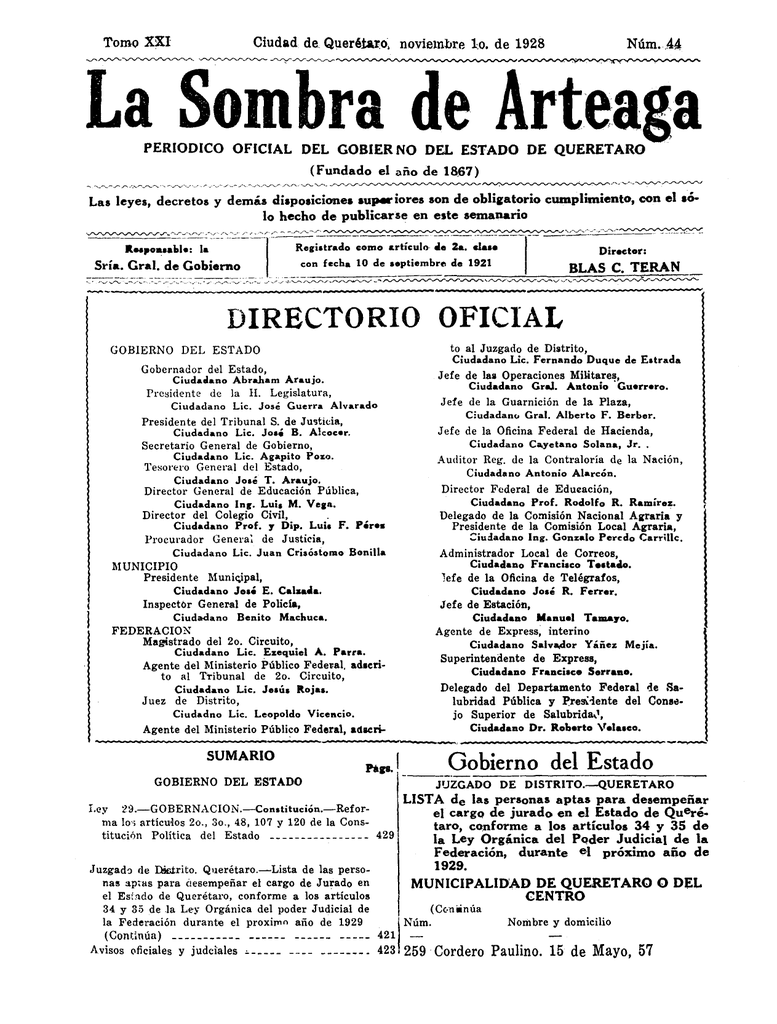 Tomo XXI Ciudad de Querétaro, noviembre 1o. de 1928 Núm. 44
La Sombra de Arteaga
PERIODICO OFICIAL DEL GOBIERNO DEL ESTADO DE QUERETARO
(Fundado el año de 1867)
Las leyes, decretos y demás disposiciones superiores son de obligatorio cumplimiento, con el só-
lo hecho de publicarse en este semanario
Responsable: la
Sría. Gral. de Gobierno
Registrado como artículo de 2a. clase
con fecha 10 de septiembre de 1921
Director:
BLAS C. TERAN
DIRECTORIO OFICIAL
GOBIERNO DEL ESTADO
Gobernador del Estado,
Ciudadano Abraham Araujo.
Presidente de la H. Legislatura,
Ciudadano Lic. José Guerra Alvarado
Presidente del Tribunal S. de Justicia,
Ciudadano Lic. José B. Alcocer.
Secretario General de Gobierno,
Ciudadano Lic. Agapito Pozo.
Tesorero General del Estado,
Ciudadano José T. Araujo.
Director General de Educación Pública,
Ciudadano Ing. Luis M. Vega.
Director del Colegio Civil,
Ciudadano Prof. y Dip. Luis F. Pérez
Procurador General de Justicia,
Ciudadano Lic. Juan Crisóstomo Bonilla
MUNICIPIO
Presidente Municipal,
Ciudadano José E. Calzada.
Inspector General de Policía,
Ciudadano Benito Machuca.
FEDERACION
Magistrado del 2o. Circuito,
Ciudadano Lic. Ezequiel A. Parra.
Agente del Ministerio Público Federal, adscri-
to al Tribunal de 2o. Circuito,
Ciudadano Lic. Jesús Rojas.
Juez de Distrito,
Ciudadno Lic. Leopoldo Vicencio.
Agente del Ministerio Público Federal, adscri-
to al Juzgado de Distrito,
Ciudadano Lic. Fernando Duque de Estrada
Jefe de las Operaciones Militares,
Ciudadano Gral. Antonio Guerrero.
Jefe de la Guarnición de la Plaza,
Ciudadano Gral. Alberto F. Berber.
Jefe de la Oficina Federal de Hacienda,
Ciudadano Cayetano Solana, Jr. .
Auditor Reg. de la Contraloría de la Nación,
Ciudadano Antonio Alarcón.
Director Federal de Educación,
Ciudadano Prof. Rodolfo R. Ramírez.
Delegado de la Comisión Nacional Agraria y
Presidente de la Comisión Local Agraria,
Ciudadano Ing. Gonzalo Peredo Carrillo.
Administrador Local de Correos,
Ciudadano Francisco Testado.
Jefe de la Oficina de Telégrafos,
Ciudadano José R. Ferrer.
Jefe de Estación,
Ciudadano Manuel Tamayo.
Agente de Express, interino
Ciudadano Salvador Yáñez Mejía.
Superintendente de Express,
Ciudadano Francisco Serrano.
Delegado del Departamento Federal de Sa-
lubridad Pública y Presidente del Conse-
jo Superior de Salubridad,
Ciudadano Dr. Roberto Velasco.
SUMARIO
Págs.
GOBIERNO DEL ESTADO
Ley 29.—GOBERNACION.—Constitución.—Refor-
ma los artículos 2o., 3o., 48, 107 y 120 de la Cons-
titución Política del Estado --------------- 429
Juzgado de Distrito. Querétaro.—Lista de las perso-
nas aptas para desempeñar el cargo de Jurado en
el Estado de Querétaro, conforme a los artículos
34 y 35 de la Ley Orgánica del poder Judicial de
la Federación durante el proximo año de 1929
(Continúa) ---------- ------ ------ ----- 421
Avisos oficiales y judciales ------ ---- -------- 423
Gobierno del Estado
JUZGADO DE DISTRITO.—QUERETARO
LISTA de las personas aptas para desempeñar
el cargo de jurado en el Estado de Queré-
taro, conforme a los artículos 34 y 35 de
la Ley Orgánica del Poder Judicial de la
Federación, durante el próximo año de
1929.
MUNICIPALIDAD DE QUERETARO O DEL
CENTRO
(Continúa
Núm. Nombre y domicilio
— —
259 Cordero Paulino. 15 de Mayo, 57